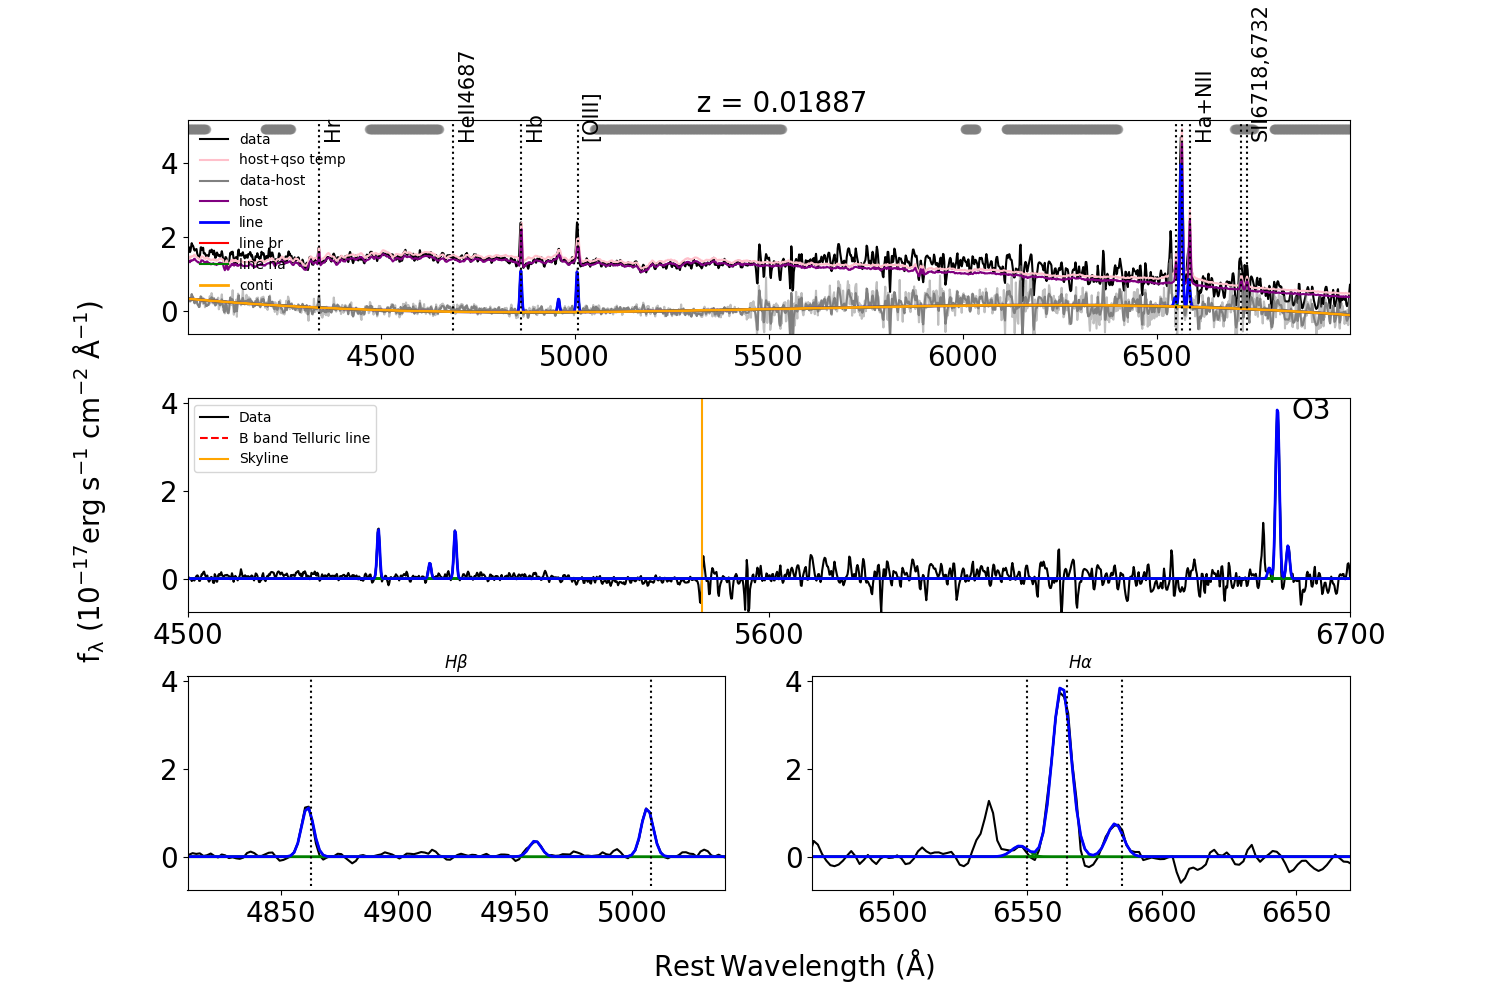 z = 0.01887
Hr
HeII4687
Hb
[OIII]
Ha+NII
SII6718,6732
data
host+qso temp
data-host
host
line
line br
line na
conti
4
2
0
4500
5000
5500
6000
6500
Data
B band Telluric line
Skyline
O3
4
2
0
4500
5600
6700
f_λ (10⁻¹⁷erg s⁻¹ cm⁻² Å⁻¹)
Hβ
4
2
0
4850
4900
4950
5000
Hα
4
2
0
6500
6550
6600
6650
Rest Wavelength (Å)